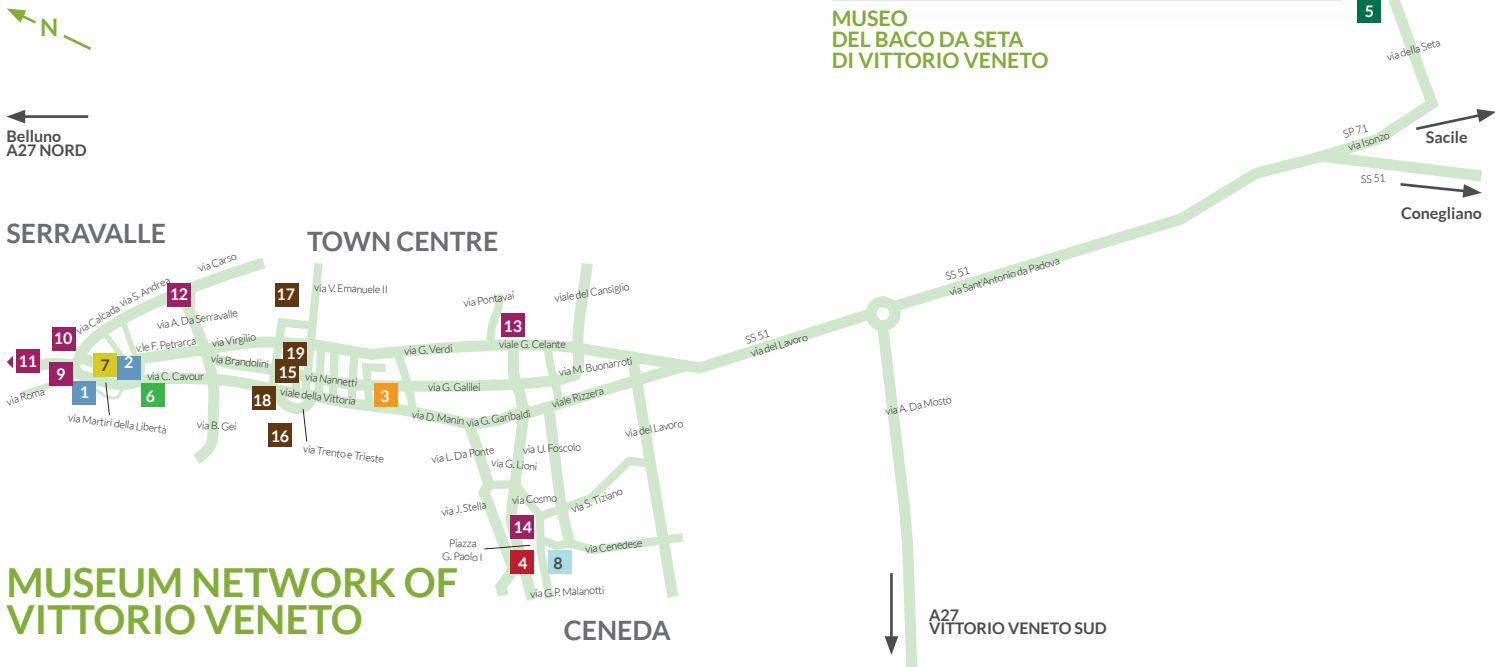 N
MUSEO
DEL BACO DA SETA
DI VITTORIO VENETO
5
via della Seta
Belluno
A27 NORD
SP 71
via Isonzo
Sacile
SS 51
Conegliano
SERRAVALLE
TOWN CENTRE
via Carso
via S. Andrea
via Calcada
12
17
via V. Emanuele II
via Pontavai
viale del Cansiglio
SS 51
via Sant'Antonio da Padova
10
via A. Da Serravalle
13
11
9
7
2
v.le F. Petrarca
via Virgilio
19
via G. Verdi
viale G. Celante
SS 51
via del Lavoro
via Brandolini
15
via Nannetti
via M. Buonarroti
via Roma
1
6
via C. Cavour
18
viale della Vittoria
3
via G. Galilei
viale Rizzera
via Martiri della Libertà
via B. Gei
16
via Trento e Trieste
via D. Manin
via G. Garibaldi
via del Lavoro
via A. Da Mosto
via L. Da Ponte
via U. Foscolo
via G. Lioni
via J. Stella
via Cosmo
via S. Tiziano
14
Piazza
G. Paolo I
4
8
via Cenedese
via G.P. Malanotti
MUSEUM NETWORK OF
VITTORIO VENETO
CENEDA
A27
VITTORIO VENETO SUD